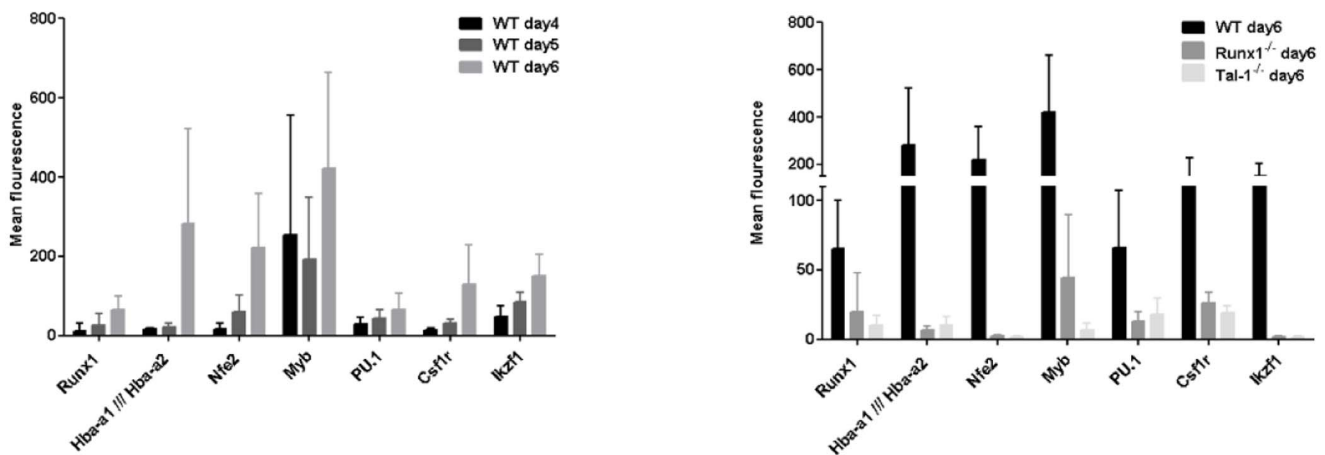 800
600
400
200
0
Mean flourescence
WT day4
WT day5
WT day6
Runx1
Hba-a1 /// Hba-a2
Nfe2
Myb
PU.1
Csf1r
Ikzf1
800
600
400
200
100
50
0
Mean flourescence
WT day6
Runx1-/- day6
Tal-1-/- day6
Runx1
Hba-a1 /// Hba-a2
Nfe2
Myb
PU.1
Csf1r
Ikzf1